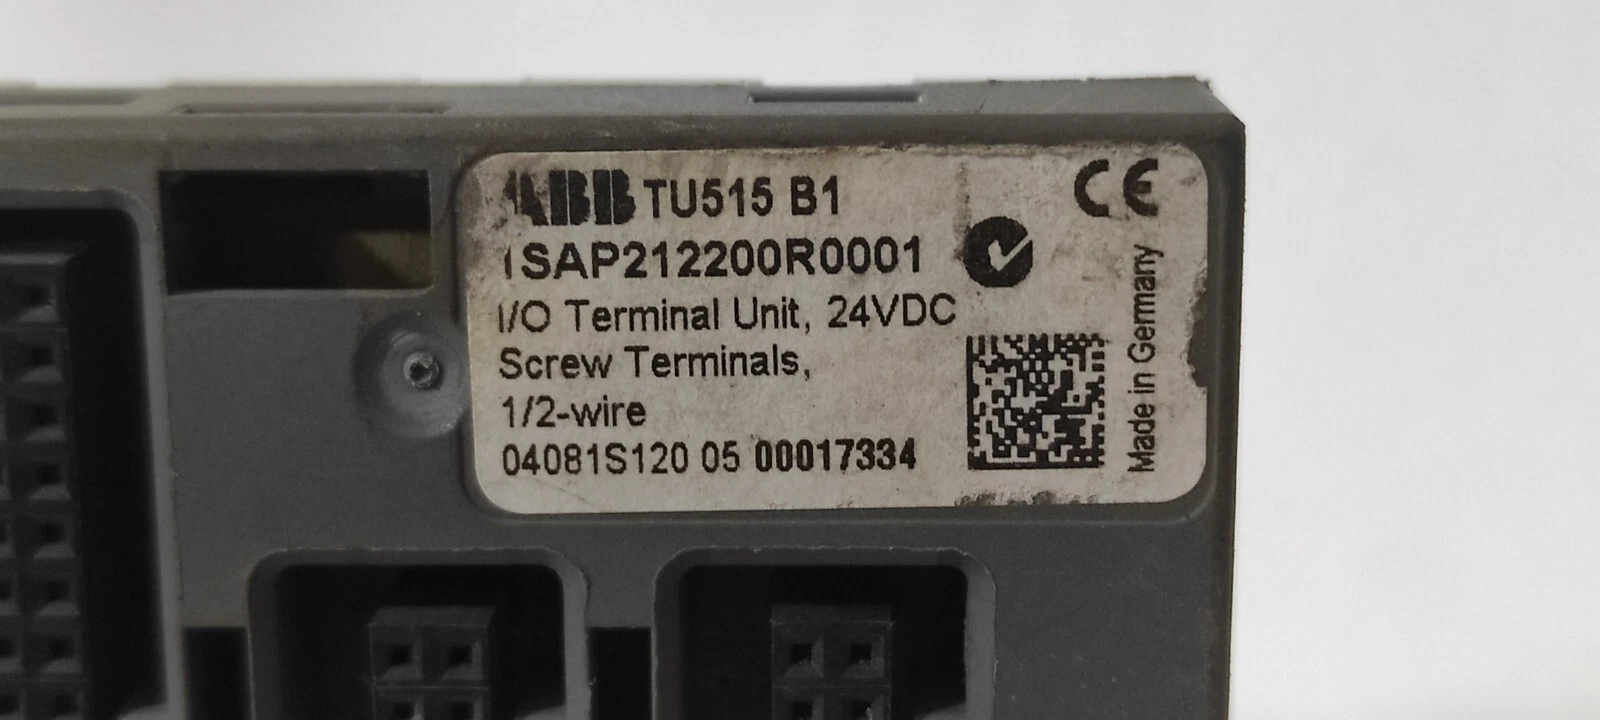 ABB TU515 B1
1SAP212200R0001
I/O Terminal Unit, 24VDC
Screw Terminals,
1/2-wire
04081S120 05 00017334
CE
Made in Germany